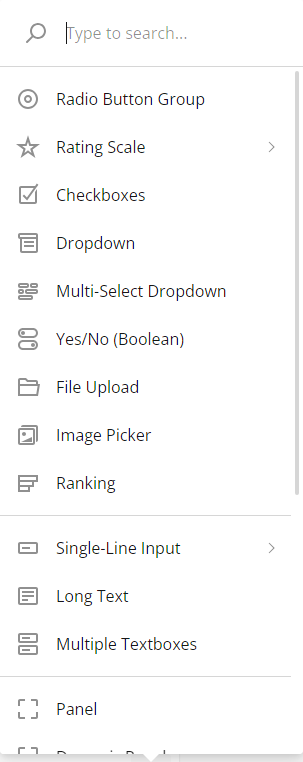 Type to search...
Radio Button Group
Rating Scale
Checkboxes
Dropdown
Multi-Select Dropdown
Yes/No (Boolean)
File Upload
Image Picker
Ranking
Single-Line Input
Long Text
Multiple Textboxes
Panel